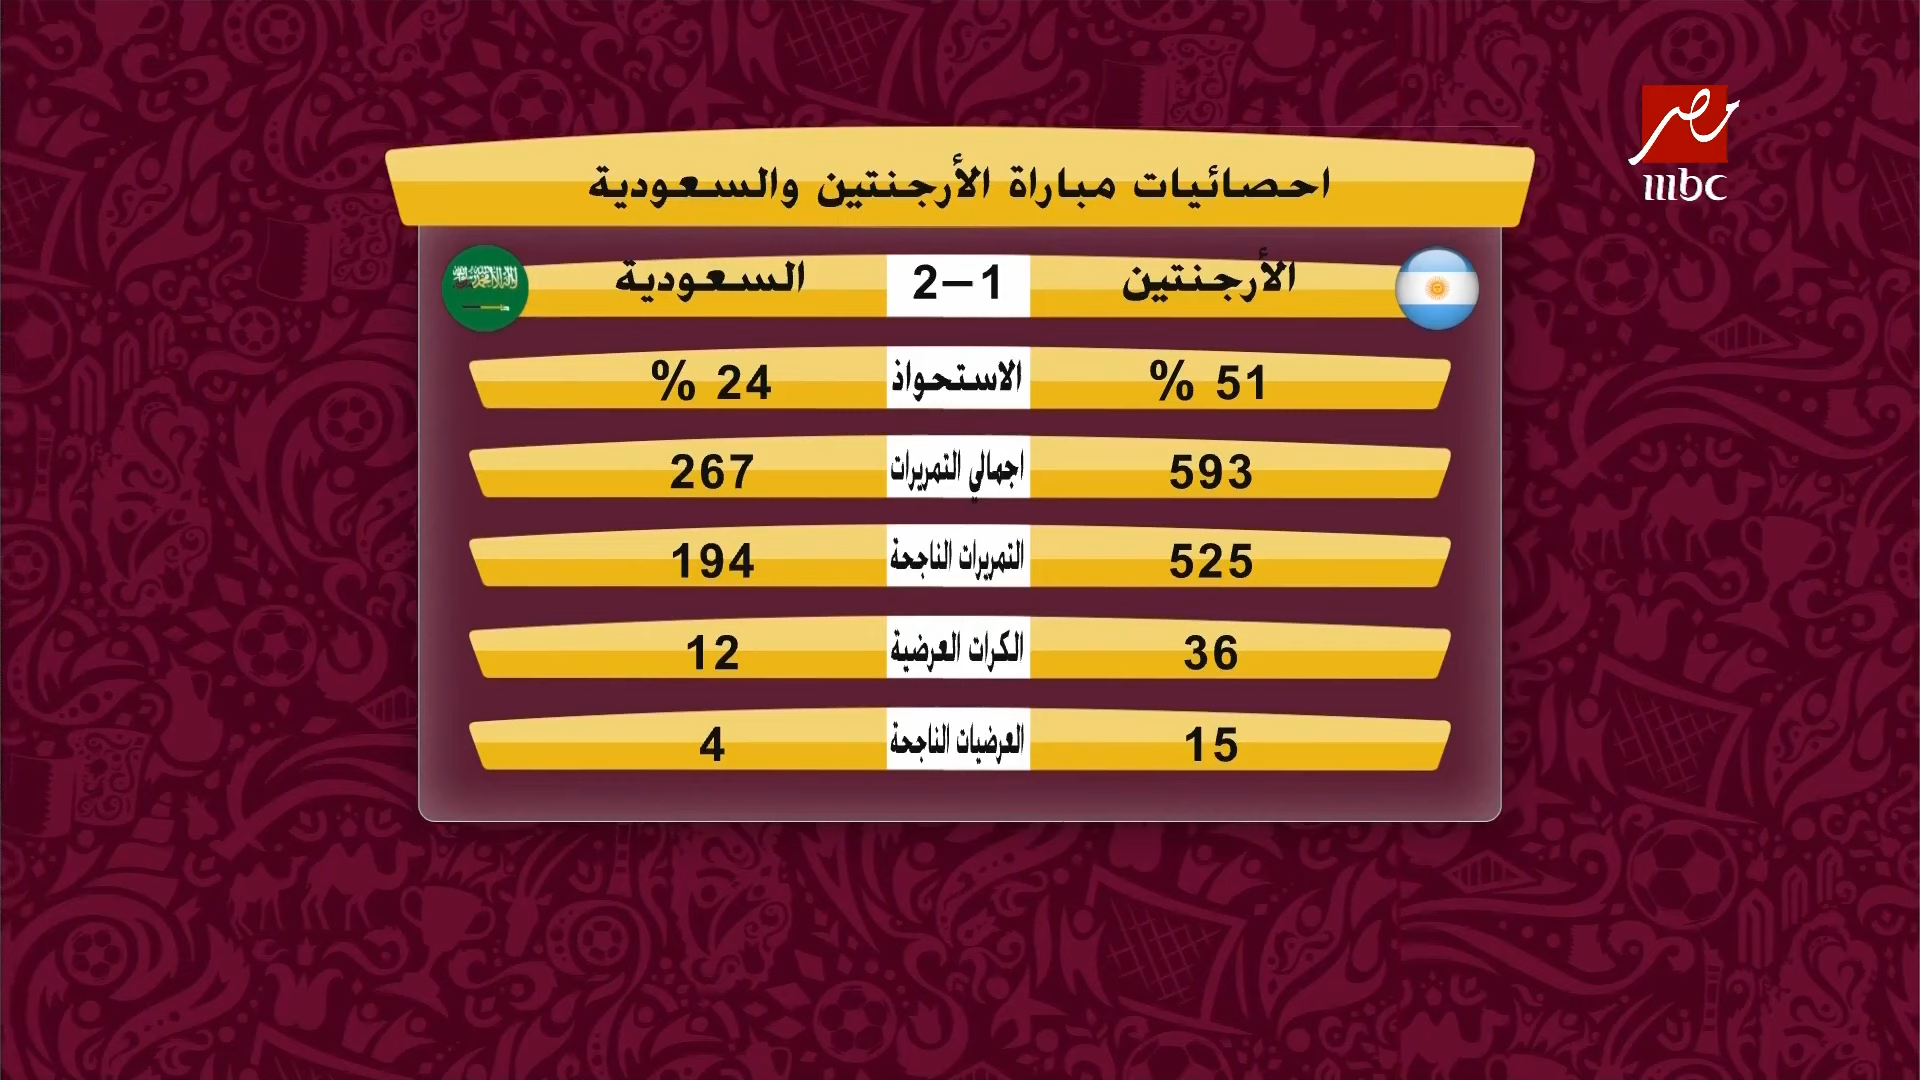 مصر
mbc
احصائيات مباراة الأرجنتين والسعودية
الأرجنتين 2–1 السعودية
51 % الاستحواذ 24 %
593 اجمالي التمريرات 267
525 التمريرات الناجحة 194
36 الكرات العرضية 12
15 العرضيات الناجحة 4